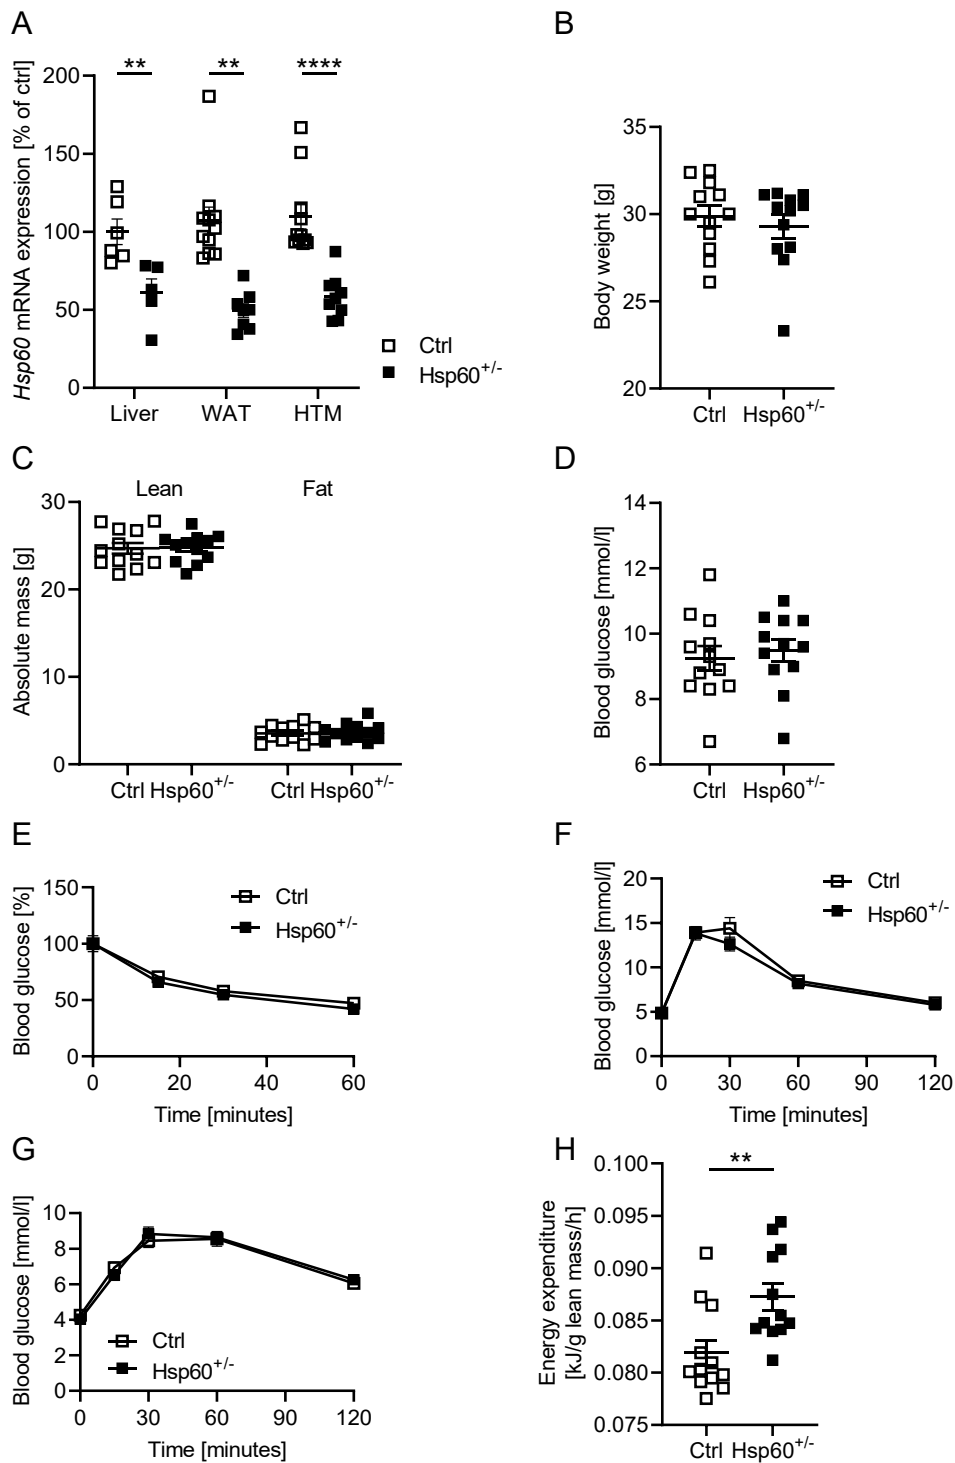 A
Hsp60 mRNA expression [% of ctrl]
200
150
100
50
0
** ** ****
Liver WAT HTM
Ctrl
Hsp60+/-
B
Body weight [g]
35
30
25
20
Ctrl Hsp60+/-
C
Lean Fat
Absolute mass [g]
30
20
10
0
Ctrl Hsp60+/- Ctrl Hsp60+/-
D
Blood glucose [mmol/l]
14
12
10
8
6
Ctrl Hsp60+/-
E
Blood glucose [%]
150
100
50
0
Ctrl
Hsp60+/-
0 20 40 60
Time [minutes]
F
Blood glucose [mmol/l]
20
15
10
5
0
Ctrl
Hsp60+/-
0 30 60 90 120
Time [minutes]
G
Blood glucose [mmol/l]
10
8
6
4
2
0
Ctrl
Hsp60+/-
0 30 60 90 120
Time [minutes]
H
Energy expenditure
[kJ/g lean mass/h]
0.100
0.095
0.090
0.085
0.080
0.075
**
Ctrl Hsp60+/-